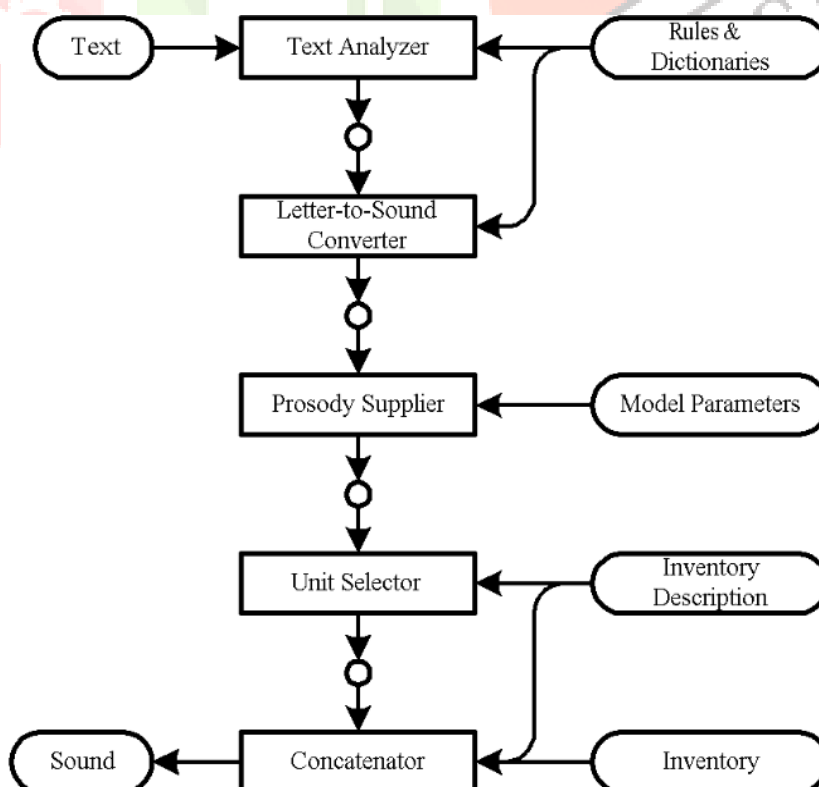 Text
Text Analyzer
Rules &
Dictionaries
Letter-to-Sound
Converter
Prosody Supplier
Model Parameters
Unit Selector
Inventory
Description
Sound
Concatenator
Inventory